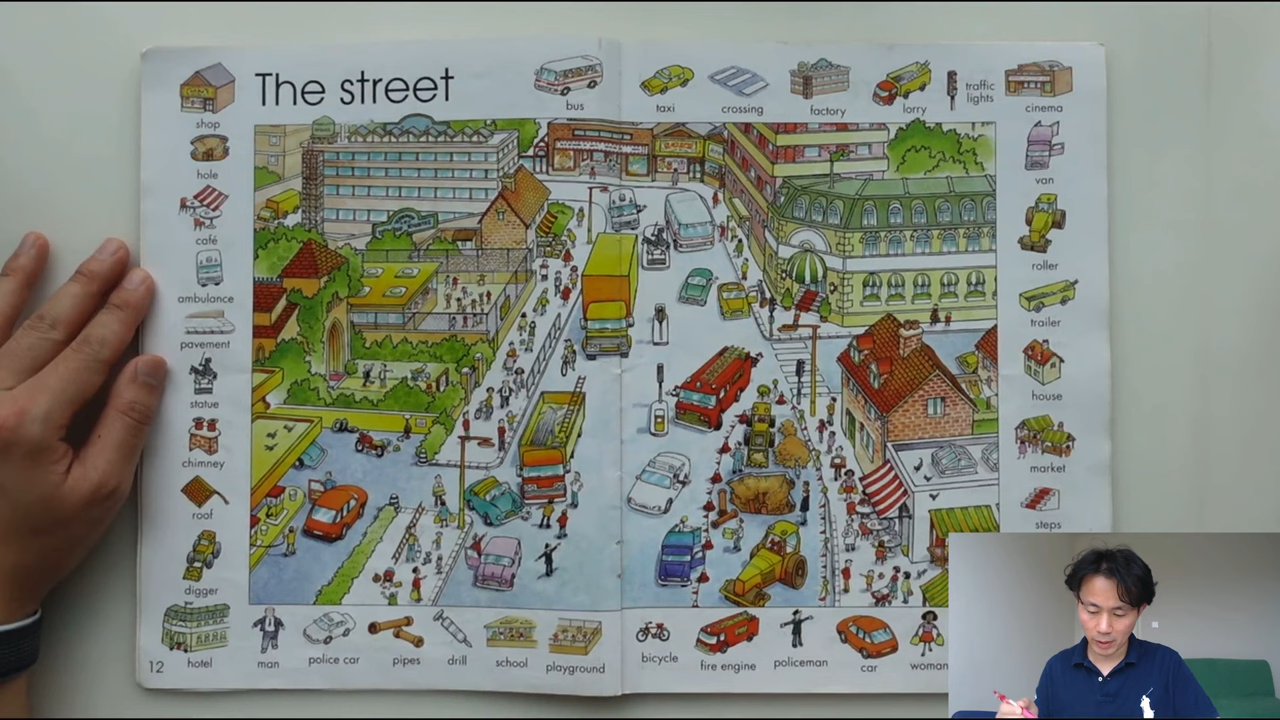 The street
bus
taxi
crossing
factory
lorry
traffic
lights
cinema
shop
hole
café
ambulance
pavement
statue
chimney
roof
digger
hotel
van
roller
trailer
house
market
steps
man
police car
pipes
drill
school
playground
bicycle
fire engine
policeman
car
woman
12